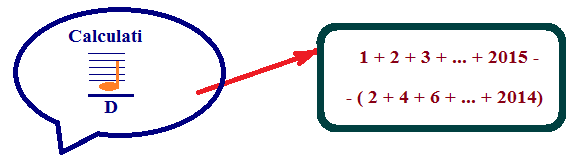 Calculati
D
1 + 2 + 3 + ... + 2015 -
- ( 2 + 4 + 6 + ... + 2014)